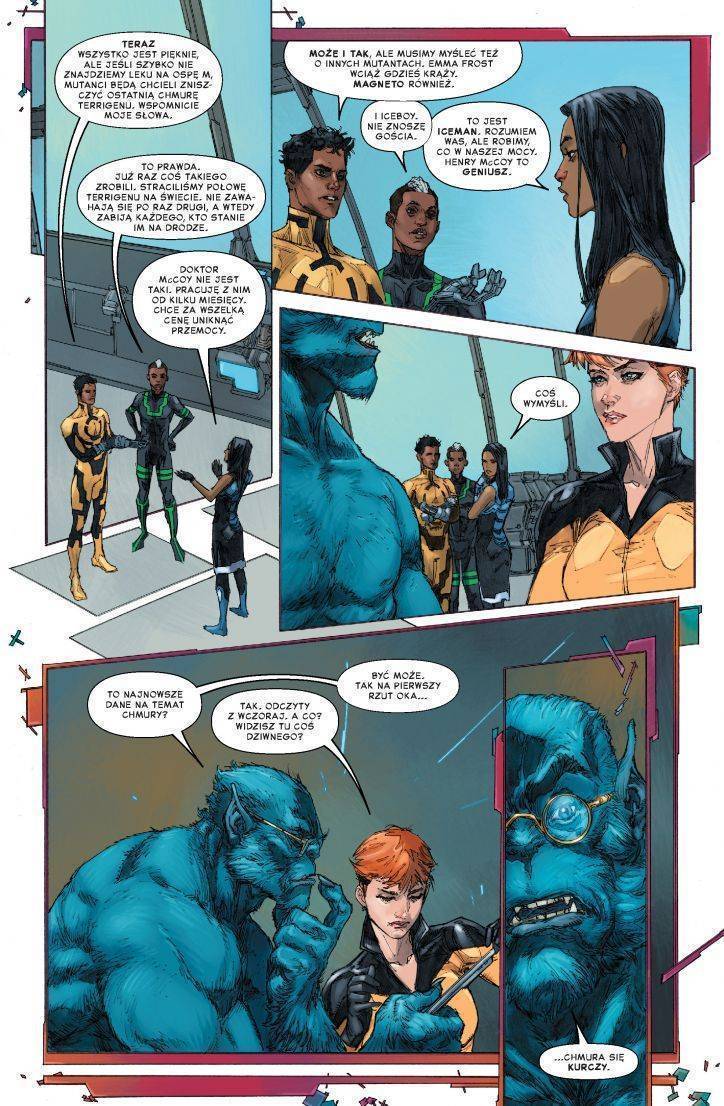 TERAZ
WSZYSTKO JEST PIĘKNIE,
ALE JEŚLI SZYBKO NIE
ZNAJDZIEMY LEKU NA OSPĘ M,
MUTANCI BĘDĄ CHCIELI ZNISZ-
CZYĆ OSTATNIĄ CHMURĘ
TERRIGENU. WSPOMNICIE
MOJE SŁOWA.
TO PRAWDA.
JUŻ RAZ COŚ TAKIEGO
ZROBILI. STRACILIŚMY POŁOWĘ
TERRIGENU NA ŚWIECIE. NIE ZAWA-
HAJĄ SIĘ PO RAZ DRUGI, A WTEDY
ZABIJĄ KAŻDEGO, KTO STANIE
IM NA DRODZE.
DOKTOR
McCOY NIE JEST
TAKI. PRACUJĘ Z NIM
OD KILKU MIESIĘCY.
CHCE ZA WSZELKĄ
CENĘ UNIKNĄĆ
PRZEMOCY.
MOŻE I TAK, ALE MUSIMY MYŚLEĆ TEŻ
O INNYCH MUTANTACH. EMMA FROST
WCIĄŻ GDZIEŚ KRĄŻY.
MAGNETO RÓWNIEŻ.
I ICEBOY.
NIE ZNOSZĘ
GOŚCIA.
TO JEST
ICEMAN. ROZUMIEM
WAS, ALE ROBIMY,
CO W NASZEJ MOCY.
HENRY McCOY TO
GENIUSZ.
COŚ
WYMYŚLI.
TO NAJNOWSZE
DANE NA TEMAT
CHMURY?
TAK. ODCZYTY
Z WCZORAJ. A CO?
WIDZISZ TU COŚ
DZIWNEGO?
BYĆ MOŻE.
TAK NA PIERWSZY
RZUT OKA...
...CHMURA SIĘ
KURCZY.